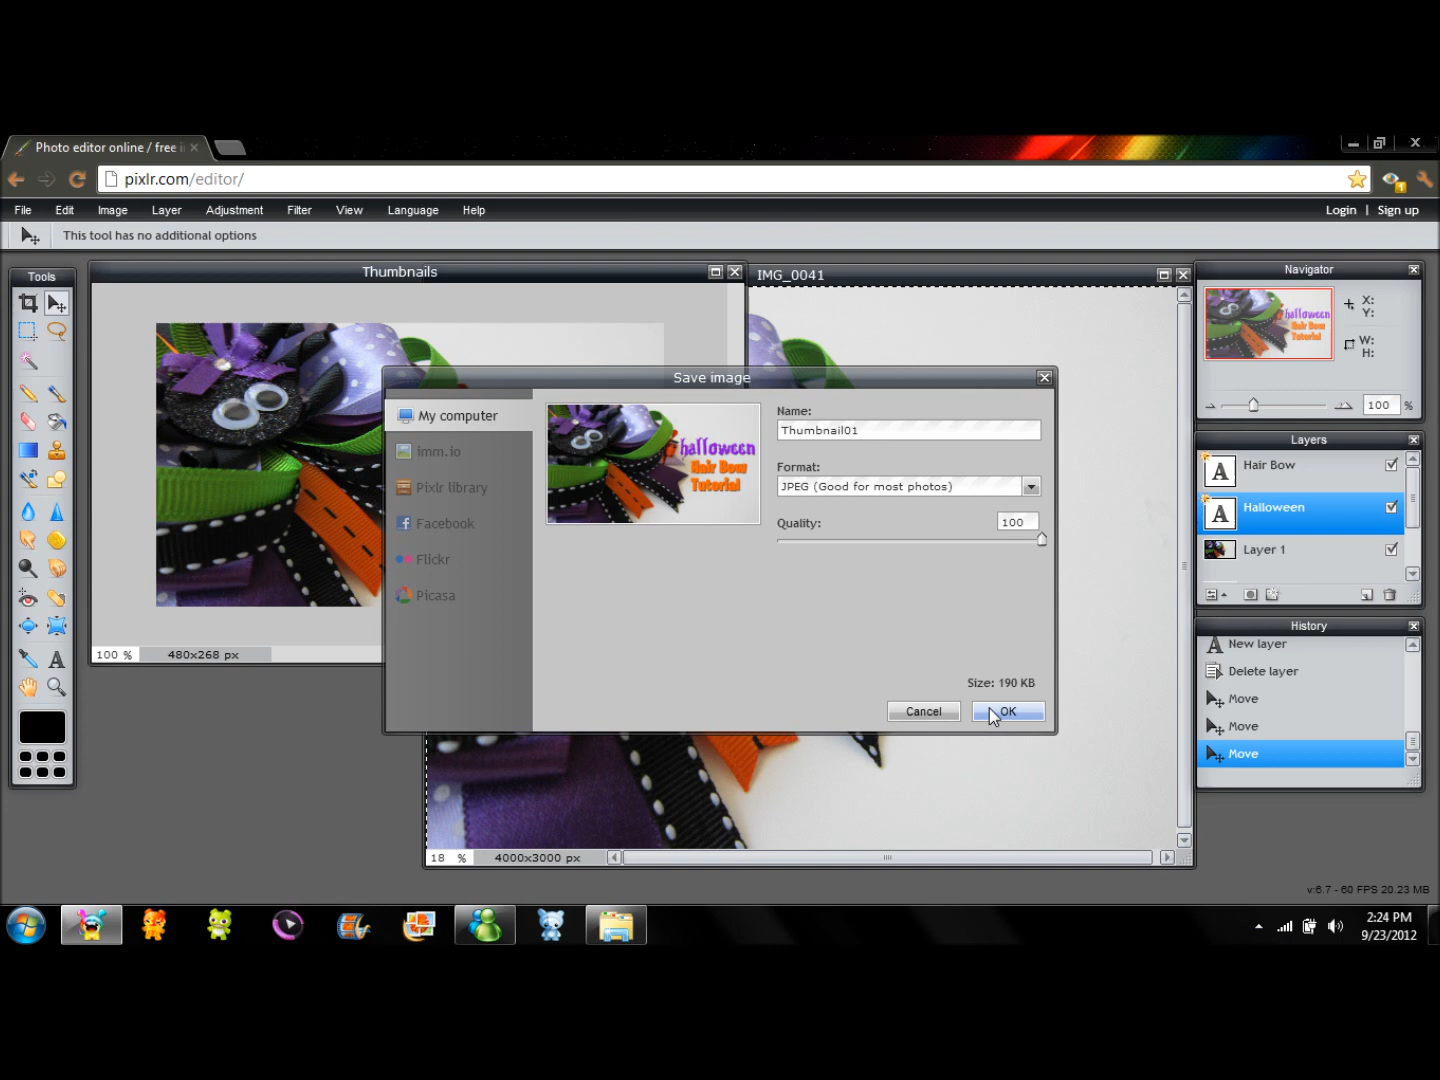 Photo editor online / free i
pixlr.com/editor/
File Edit Image Layer Adjustment Filter View Language Help
Login | Sign up
This tool has no additional options
Tools
Thumbnails
100 % 480x268 px
IMG_0041
18 % 4000x3000 px
Save image
My computer
imm.io
Pixlr library
Facebook
Flickr
Picasa
halloween
Hair Bow
Tutorial
Name:
Thumbnail01
Format:
JPEG (Good for most photos)
Quality: 100
Size: 190 KB
Cancel OK
Navigator
halloween
Hair Bow
Tutorial
X:
Y:
W:
H:
100 %
Layers
A Hair Bow
A Halloween
Layer 1
History
A New layer
Delete layer
Move
Move
Move
v:6.7 - 60 FPS 20.23 MB
2:24 PM
9/23/2012